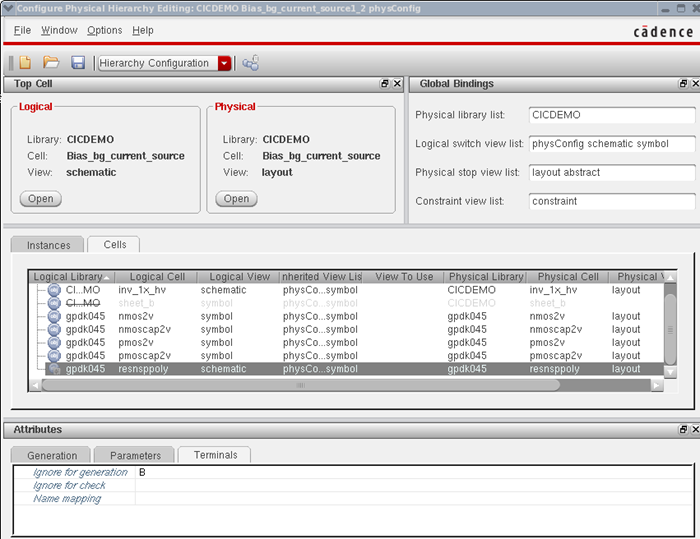 Configure Physical Hierarchy Editing: CICDEMO Bias_bg_current_source1_2 physConfig
File Window Options Help
cādence
Hierarchy Configuration
Top Cell
Global Bindings
Logical
Physical
Library: CICDEMO
Cell: Bias_bg_current_source
View: schematic
Open
Library: CICDEMO
Cell: Bias_bg_current_source
View: layout
Open
Physical library list: CICDEMO
Logical switch view list: physConfig schematic symbol
Physical stop view list: layout abstract
Constraint view list: constraint
Instances Cells
Logical Library Logical Cell Logical View nherited View Lis View To Use Physical Library Physical Cell Physical V
CI...MO inv_1x_hv schematic physCo...symbol CICDEMO inv_1x_hv layout
CI...MO sheet_b symbol physCo...symbol CICDEMO sheet_b
gpdk045 nmos2v symbol physCo...symbol gpdk045 nmos2v layout
gpdk045 nmoscap2v symbol physCo...symbol gpdk045 nmoscap2v layout
gpdk045 pmos2v symbol physCo...symbol gpdk045 pmos2v layout
gpdk045 pmoscap2v symbol physCo...symbol gpdk045 pmoscap2v layout
gpdk045 resnsppoly schematic physCo...symbol gpdk045 resnsppoly layout
Attributes
Generation Parameters Terminals
Ignore for generation B
Ignore for check
Name mapping